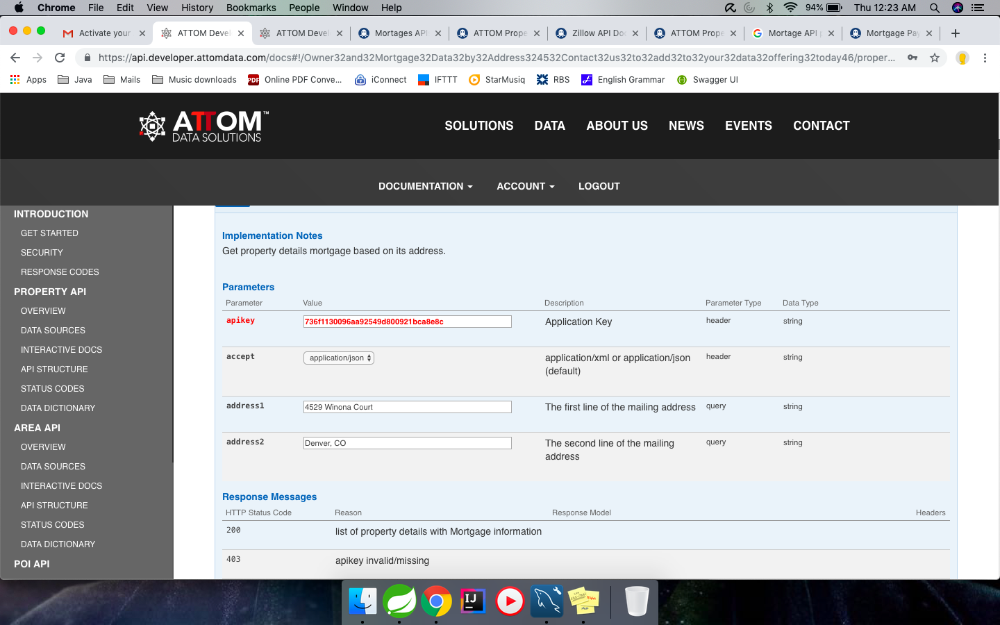 Chrome File Edit View History Bookmarks People Window Help 94% Thu 12:23 AM
Activate your ATTOM Devel ATTOM Devel Mortages API ATTOM Prope Zillow API Doc ATTOM Prope Mortage API Mortgage Pay
https://api.developer.attomdata.com/docs#!/Owner32and32Mortgage32Data32by32Address324532Contact32us32to32add32to32your32data32offering32today46/proper...
Apps Java Mails Music downloads PDF Online PDF Conve... iConnect IFTTT StarMusiq RBS English Grammar Swagger UI
ATTOM™
DATA SOLUTIONS
SOLUTIONS DATA ABOUT US NEWS EVENTS CONTACT
DOCUMENTATION ACCOUNT LOGOUT
INTRODUCTION
GET STARTED
SECURITY
RESPONSE CODES
PROPERTY API
OVERVIEW
DATA SOURCES
INTERACTIVE DOCS
API STRUCTURE
STATUS CODES
DATA DICTIONARY
AREA API
OVERVIEW
DATA SOURCES
INTERACTIVE DOCS
API STRUCTURE
STATUS CODES
DATA DICTIONARY
POI API
Implementation Notes
Get property details mortgage based on its address.
Parameters
Parameter Value Description Parameter Type Data Type
apikey 736f1130096aa92549d800921bca8e8c Application Key header string
accept application/json application/xml or application/json header string
(default)
address1 4529 Winona Court The first line of the mailing address query string
address2 Denver, CO The second line of the mailing query string
address
Response Messages
HTTP Status Code Reason Response Model Headers
200 list of property details with Mortgage information
403 apikey invalid/missing
IJ